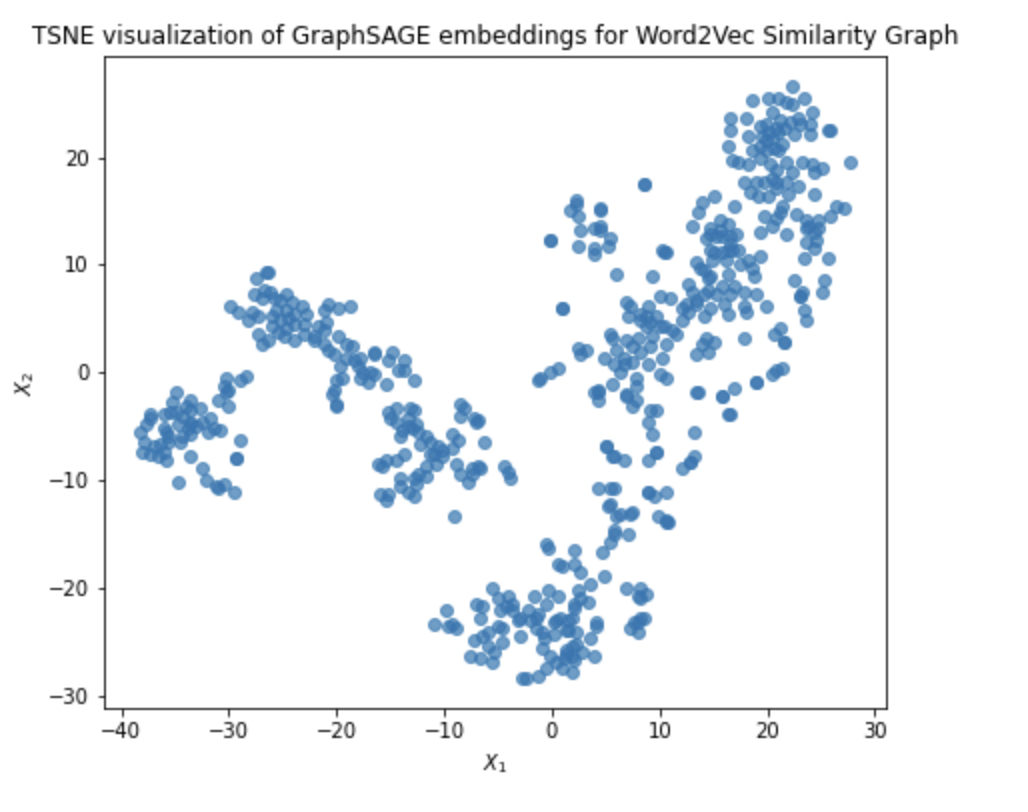 TSNE visualization of GraphSAGE embeddings for Word2Vec Similarity Graph
20
10
0
−10
−20
−30
X₂
−40 −30 −20 −10 0 10 20 30
X₁